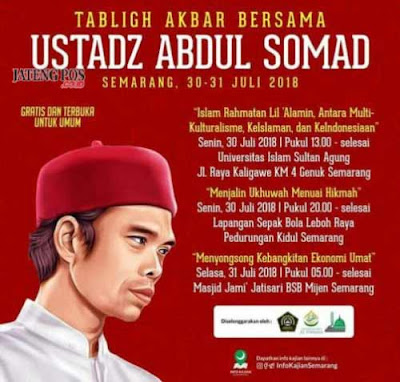 TABLIGH AKBAR BERSAMA
USTADZ ABDUL SOMAD
JATENG POS
.com
SEMARANG, 30-31 JULI 2018
GRATIS DAN TERBUKA
UNTUK UMUM
"Islam Rahmatan Lil 'Alamin, Antara Multi-
Kulturalisme, KeIslaman, dan KeIndonesiaan"
Senin, 30 Juli 2018 | Pukul 13.00 - selesai
Universitas Islam Sultan Agung
Jl. Raya Kaligawe KM 4 Genuk Semarang
"Menjalin Ukhuwah Menuai Hikmah"
Senin, 30 Juli 2018 | Pukul 20.00 - selesai
Lapangan Sepak Bola Leboh Raya
Pedurungan Kidul Semarang
"Menyongsong Kebangkitan Ekonomi Umat"
Selasa, 31 Juli 2018 | Pukul 05.00 - selesai
Masjid Jami' Jatisari BSB Mijen Semarang
Diselenggarakan oleh :
Dapatkan info kajian lainnya di :
InfoKajianSemarang